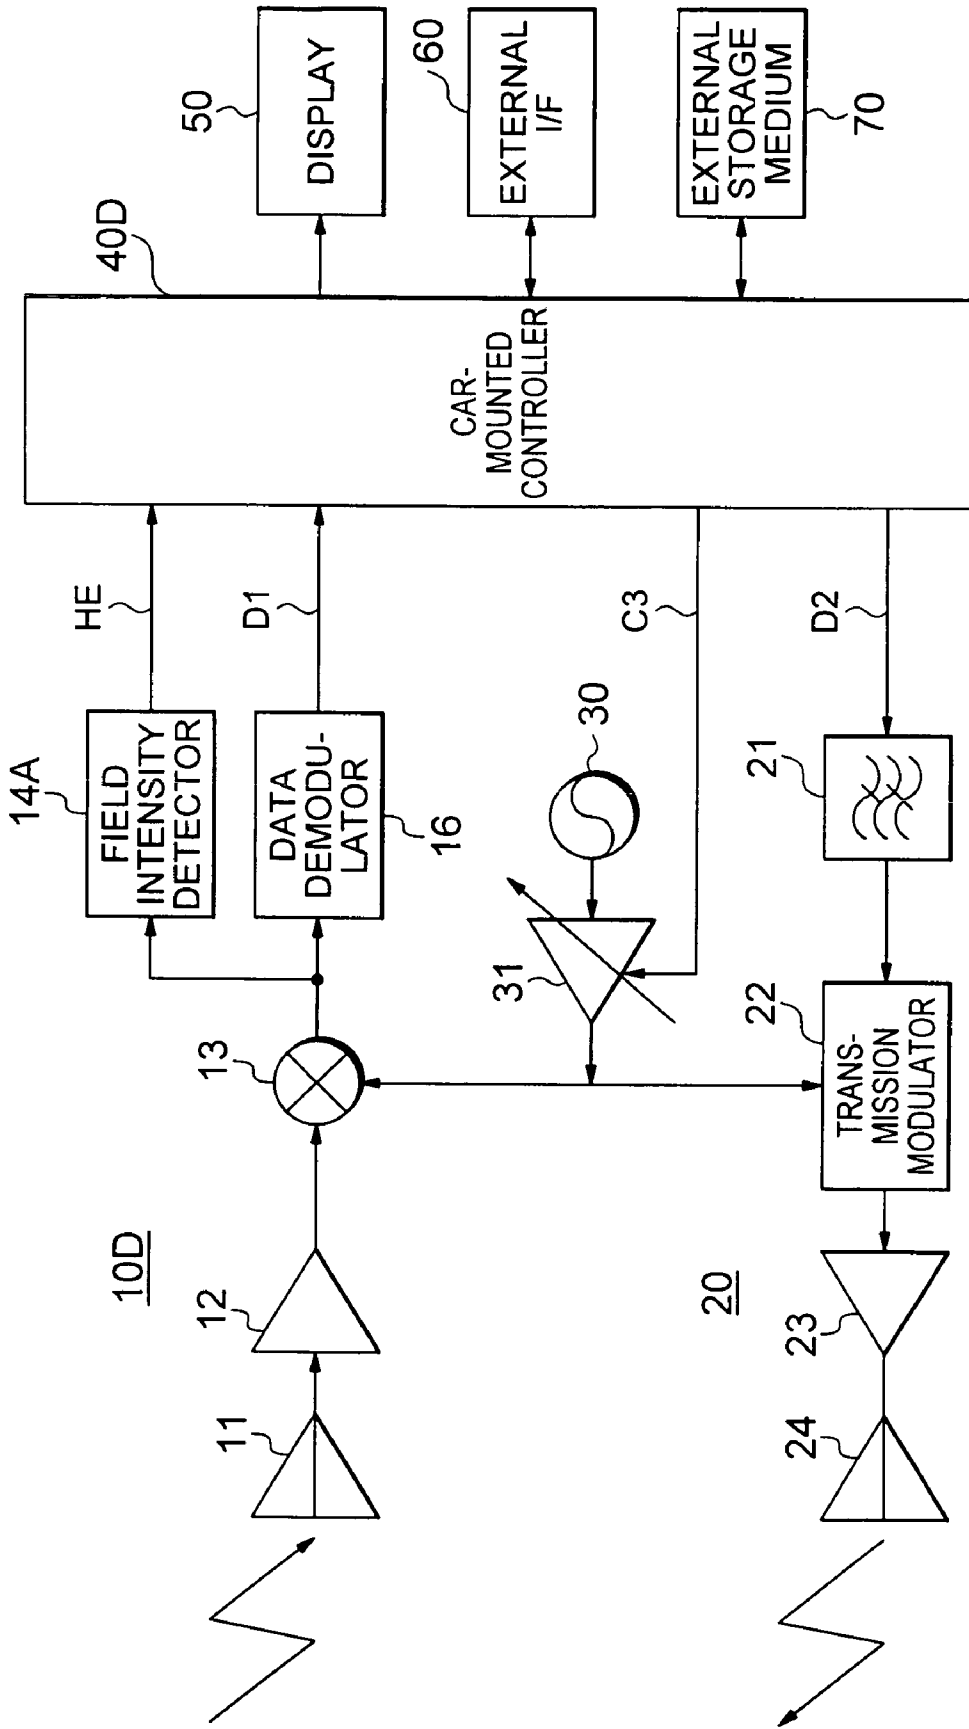 10D
11
12
13
14A
FIELD
INTENSITY
DETECTOR
HE
DATA
DEMODU-
LATOR
16
D1
40D
CAR-
MOUNTED
CONTROLLER
50
DISPLAY
60
EXTERNAL
I/F
EXTERNAL
STORAGE
MEDIUM
70
30
31
C3
20
24
23
22
TRANS-
MISSION
MODULATOR
21
D2